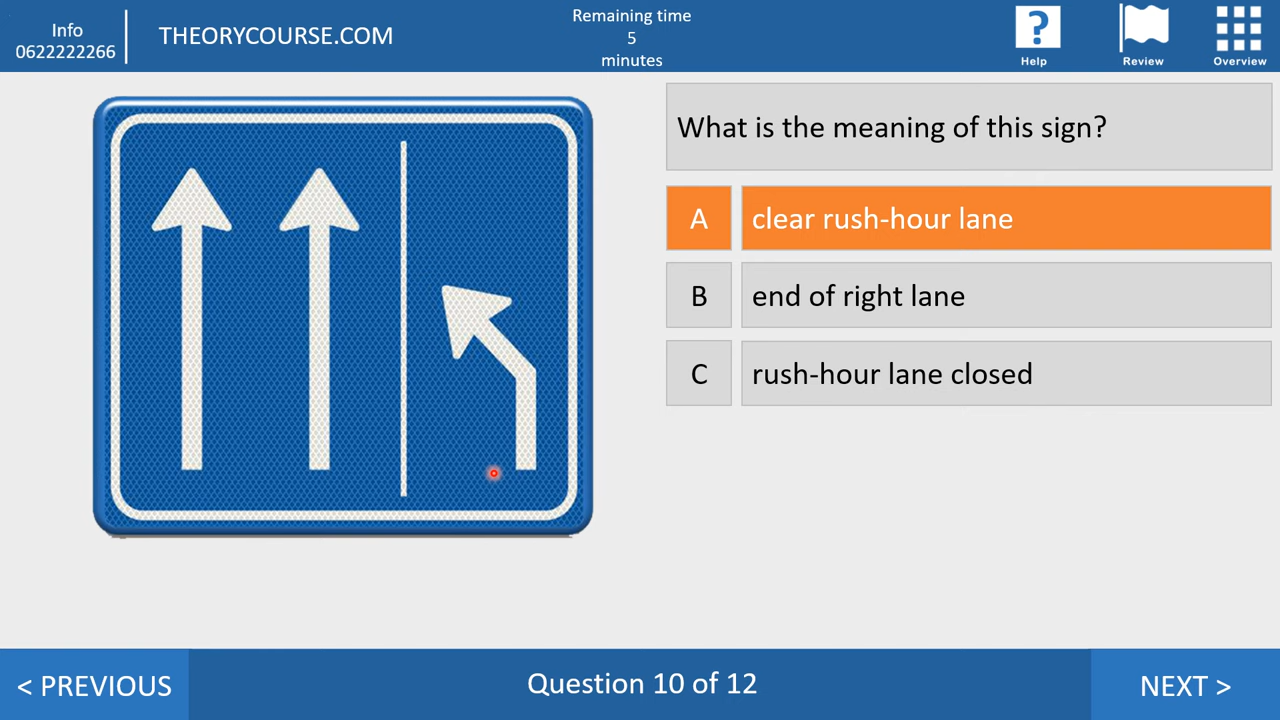 Info
0622222266
THEORYCOURSE.COM
Remaining time
5
minutes
?
Help
Review
Overview
What is the meaning of this sign?
A clear rush-hour lane
B end of right lane
C rush-hour lane closed
< PREVIOUS
Question 10 of 12
NEXT >